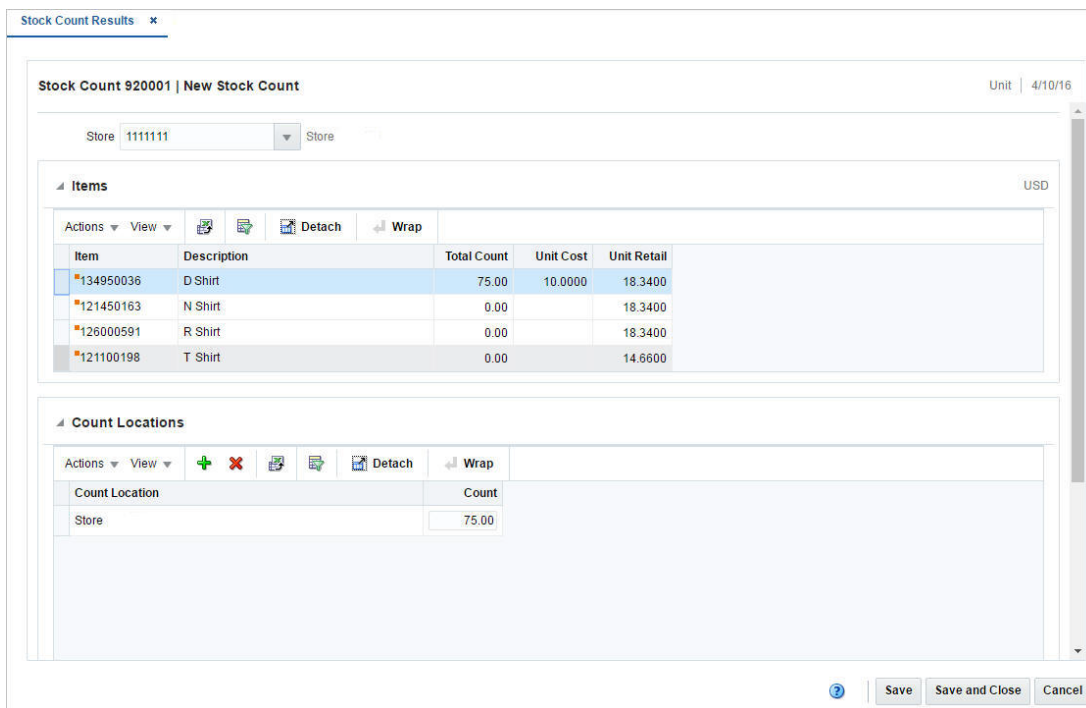 Stock Count Results
Stock Count 920001 | New Stock Count Unit 4/10/16
Store 1111111 Store
Items USD
Actions View Detach Wrap
Item Description Total Count Unit Cost Unit Retail
134950036 D Shirt 75.00 10.0000 18.3400
121450163 N Shirt 0.00 18.3400
126000591 R Shirt 0.00 18.3400
121100198 T Shirt 0.00 14.6600
Count Locations
Actions View Detach Wrap
Count Location Count
Store 75.00
Save Save and Close Cancel